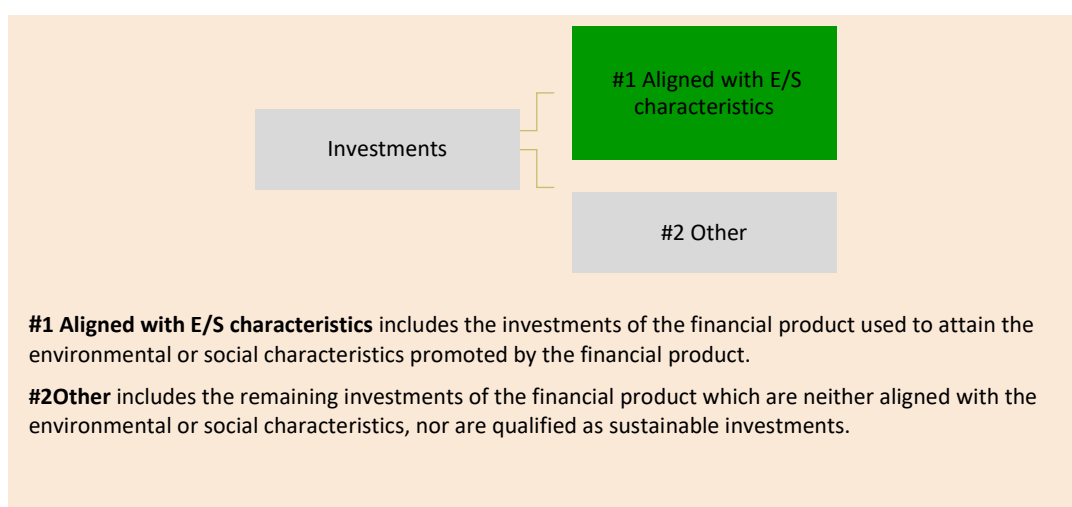 #1 Aligned with E/S
characteristics
Investments
#2 Other
#1 Aligned with E/S characteristics includes the investments of the financial product used to attain the
environmental or social characteristics promoted by the financial product.
#2Other includes the remaining investments of the financial product which are neither aligned with the
environmental or social characteristics, nor are qualified as sustainable investments.